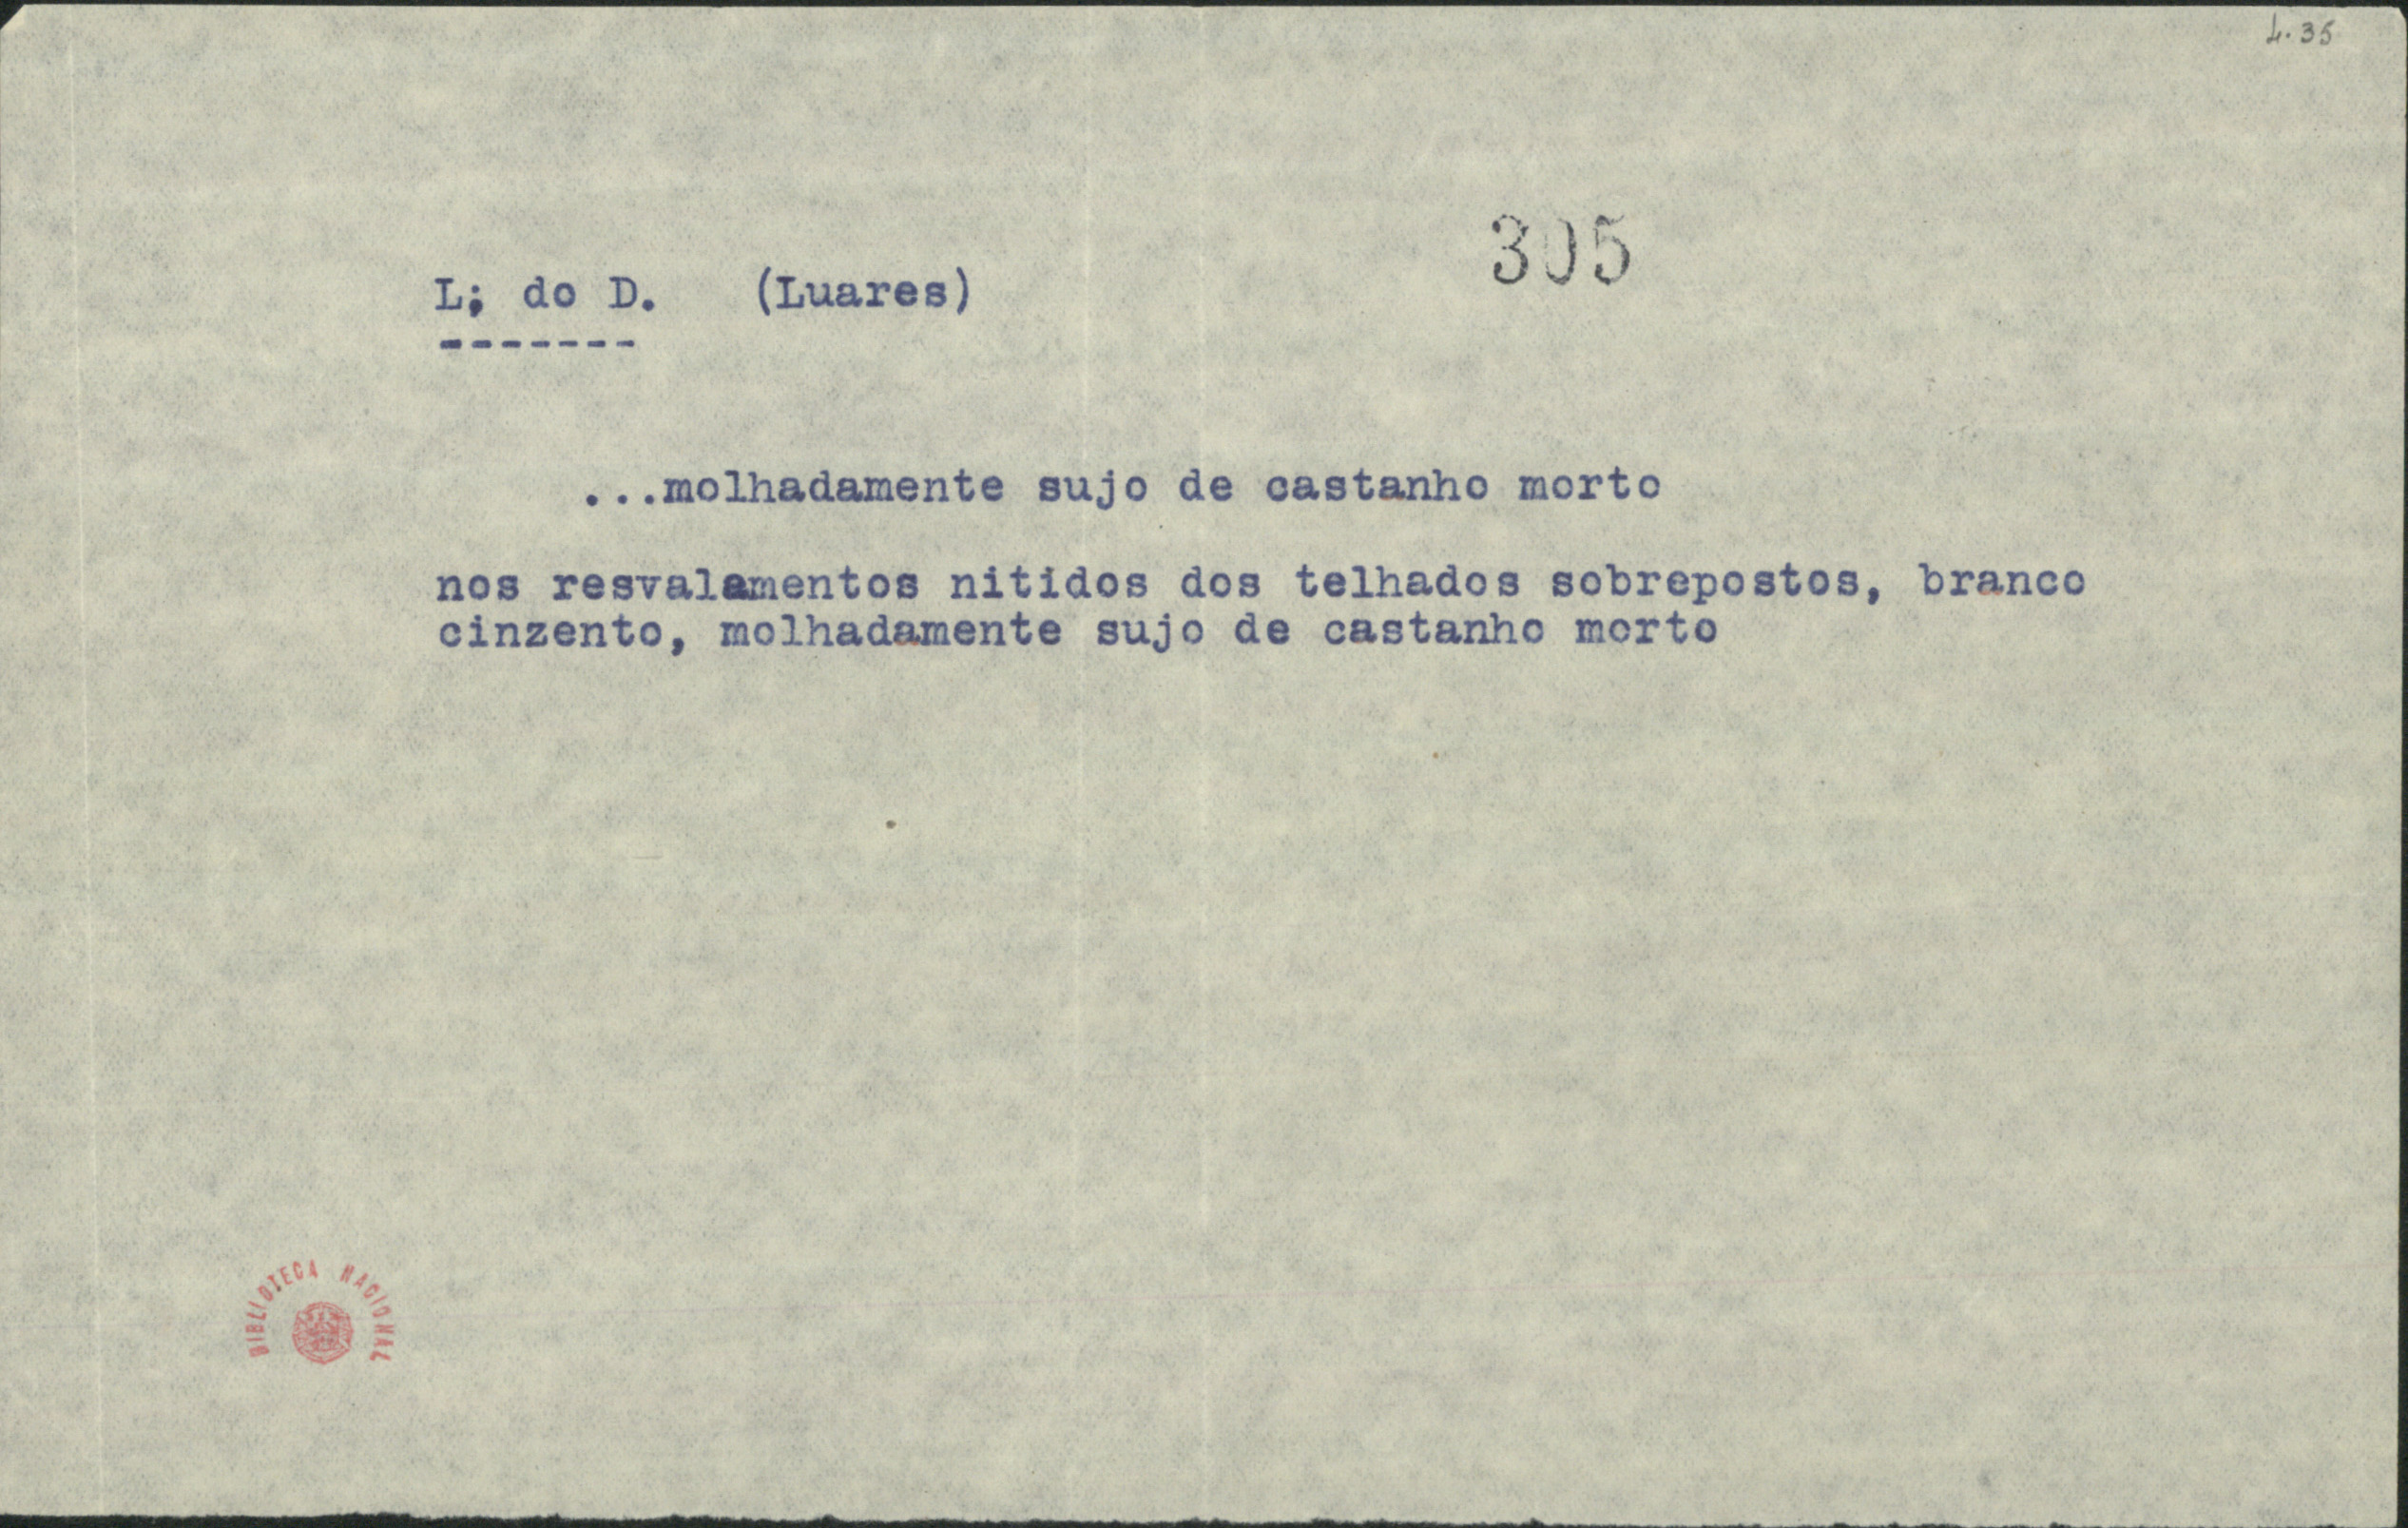 4.35
305
L; do D. (Luares)
-------
...molhadamente sujo de castanho morto
nos resvalamentos nitidos dos telhados sobrepostos, branco
cinzento, molhadamente sujo de castanho morto
BIBLIOTECA NACIONAL